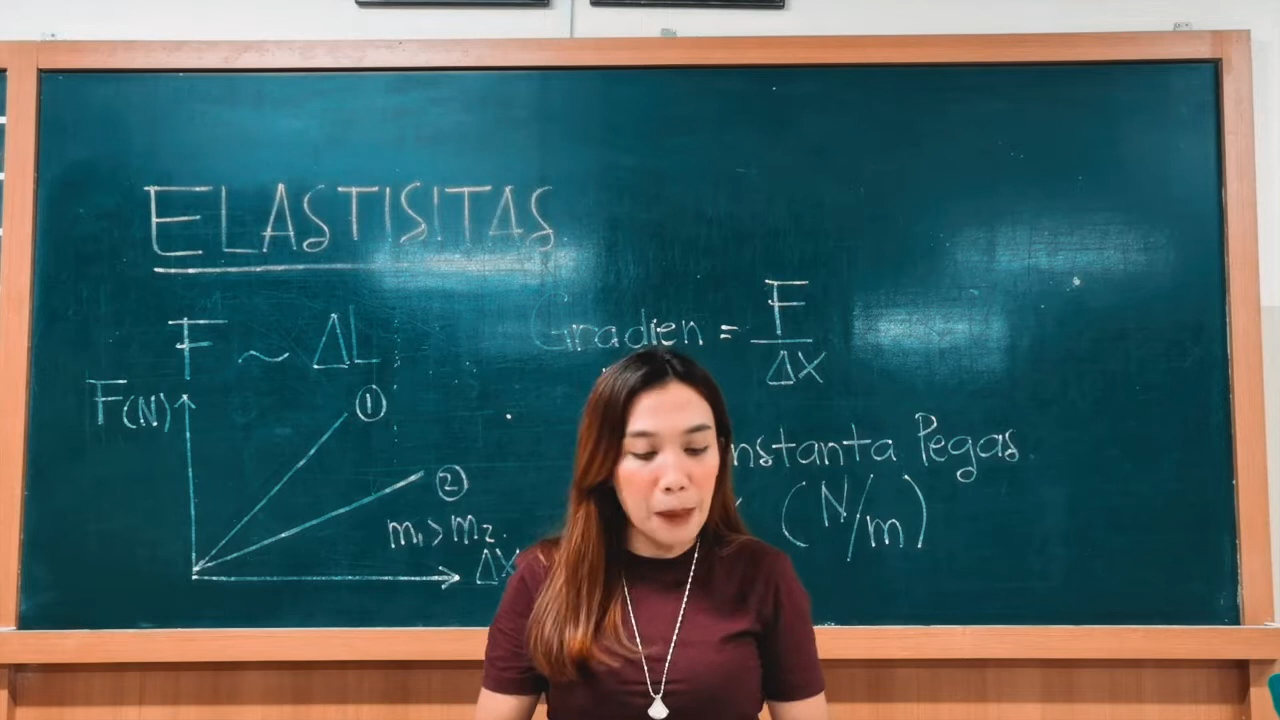 ELASTISITAS
F ~ ΔL
F(N)
①
②
m₁ > m₂.
ΔX
Gradien = F/ΔX
nstanta Pegas
(N/m)